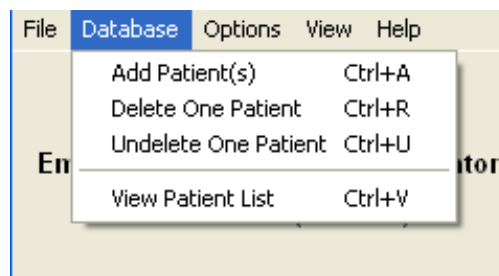 File Database Options View Help
Add Patient(s) Ctrl+A
Delete One Patient Ctrl+R
Undelete One Patient Ctrl+U
View Patient List Ctrl+V